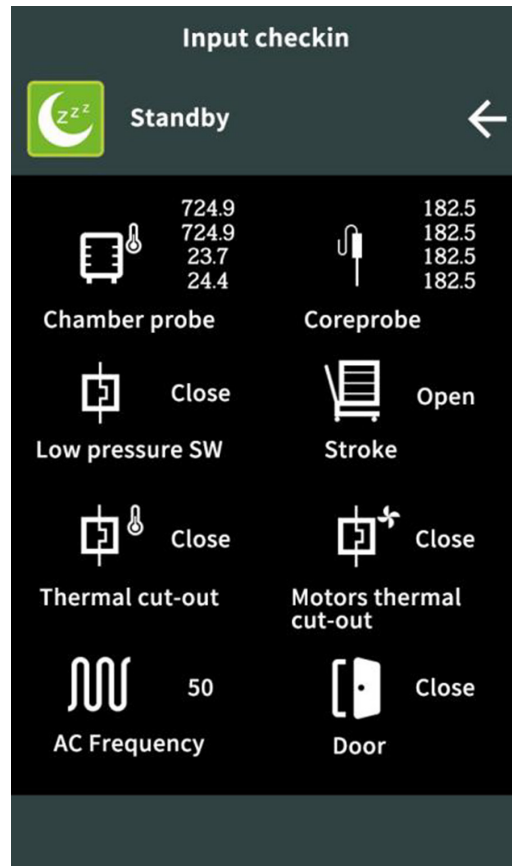 Input checkin
zzz
Standby
724.9
724.9
23.7
24.4
Chamber probe
182.5
182.5
182.5
182.5
Coreprobe
Close
Low pressure SW
Open
Stroke
Close
Thermal cut-out
Close
Motors thermal
cut-out
50
AC Frequency
Close
Door